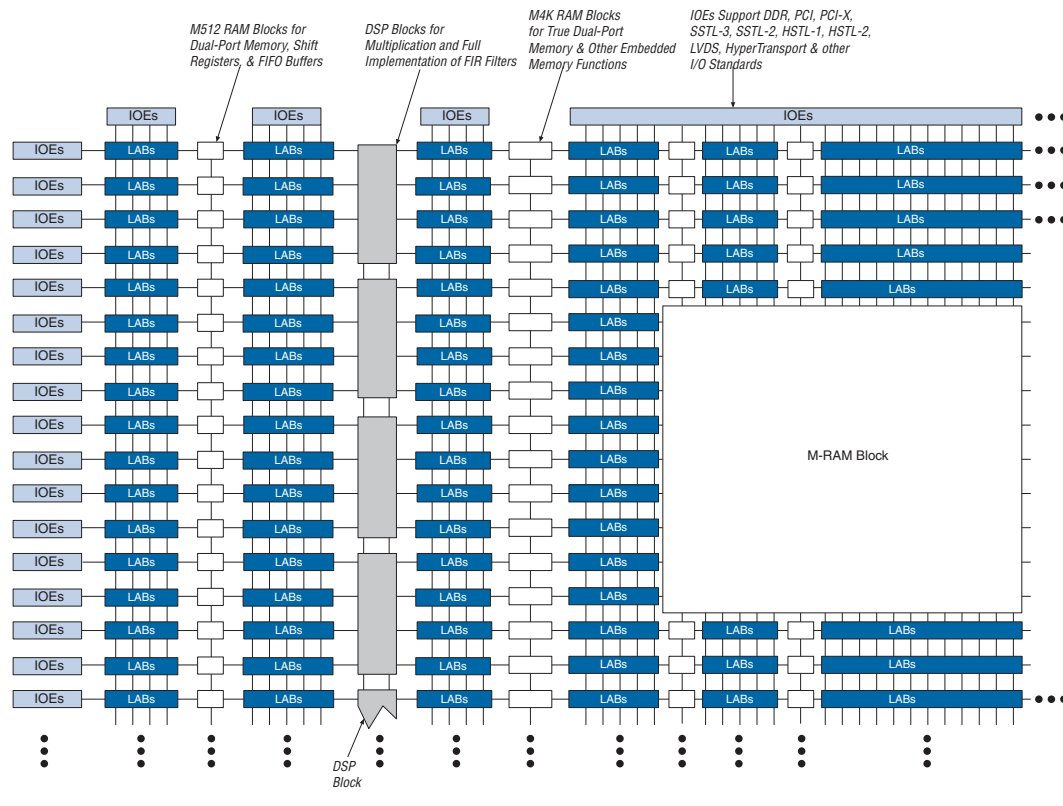 M512 RAM Blocks for
Dual-Port Memory, Shift
Registers, & FIFO Buffers
DSP Blocks for
Multiplication and Full
Implementation of FIR Filters
M4K RAM Blocks
for True Dual-Port
Memory & Other Embedded
Memory Functions
IOEs Support DDR, PCI, PCI-X,
SSTL-3, SSTL-2, HSTL-1, HSTL-2,
LVDS, HyperTransport & other
I/O Standards
IOEs IOEs IOEs IOEs
IOEs LABs LABs LABs LABs LABs LABs
IOEs LABs LABs LABs LABs LABs LABs
IOEs LABs LABs LABs LABs LABs LABs
IOEs LABs LABs LABs LABs LABs LABs
IOEs LABs LABs LABs LABs LABs LABs
IOEs LABs LABs LABs LABs
IOEs LABs LABs LABs LABs
IOEs LABs LABs LABs LABs
IOEs LABs LABs LABs LABs
IOEs LABs LABs LABs LABs M-RAM Block
IOEs LABs LABs LABs LABs
IOEs LABs LABs LABs LABs
IOEs LABs LABs LABs LABs
IOEs LABs LABs LABs LABs
IOEs LABs LABs LABs LABs LABs LABs
IOEs LABs LABs LABs LABs LABs LABs
IOEs LABs LABs LABs LABs LABs LABs
DSP
Block